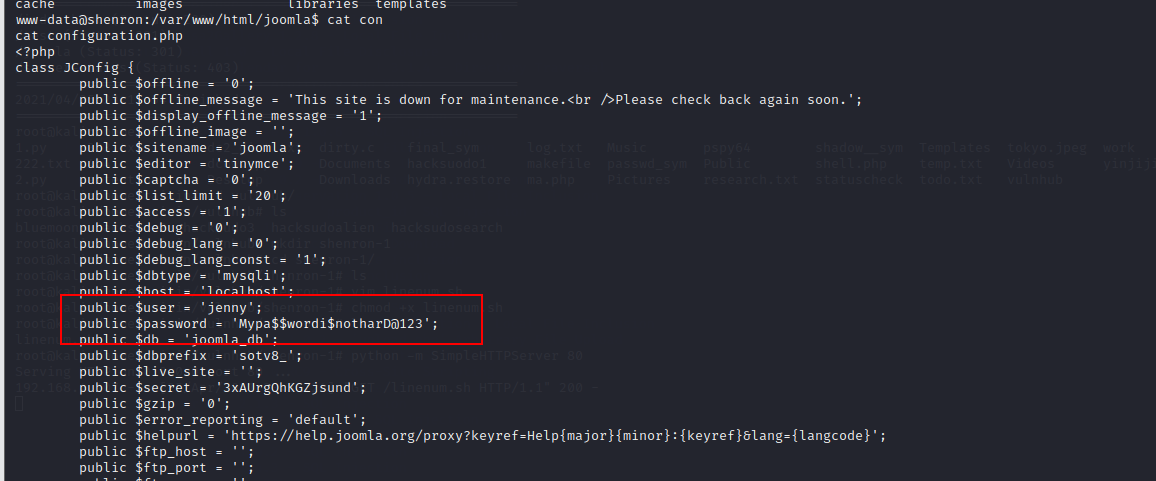 cache images libraries templates
www-data@shenron:/var/www/html/joomla$ cat con
cat configuration.php
<?php
class JConfig {
public $offline = '0';
public $offline_message = 'This site is down for maintenance.<br />Please check back again soon.';
public $display_offline_message = '1';
public $offline_image = '';
public $sitename = 'joomla';
public $editor = 'tinymce';
public $captcha = '0';
public $list_limit = '20';
public $access = '1';
public $debug = '0';
public $debug_lang = '0';
public $debug_lang_const = '1';
public $dbtype = 'mysqli';
public $host = 'localhost';
public $user = 'jenny';
public $password = 'Mypa$$wordi$notharD@123';
public $db = 'joomla_db';
public $dbprefix = 'sotv8_';
public $live_site = '';
public $secret = '3xAUrgQhKGZjsund';
public $gzip = '0';
public $error_reporting = 'default';
public $helpurl = 'https://help.joomla.org/proxy?keyref=Help{major}{minor}:{keyref}&lang={langcode}';
public $ftp_host = '';
public $ftp_port = '';